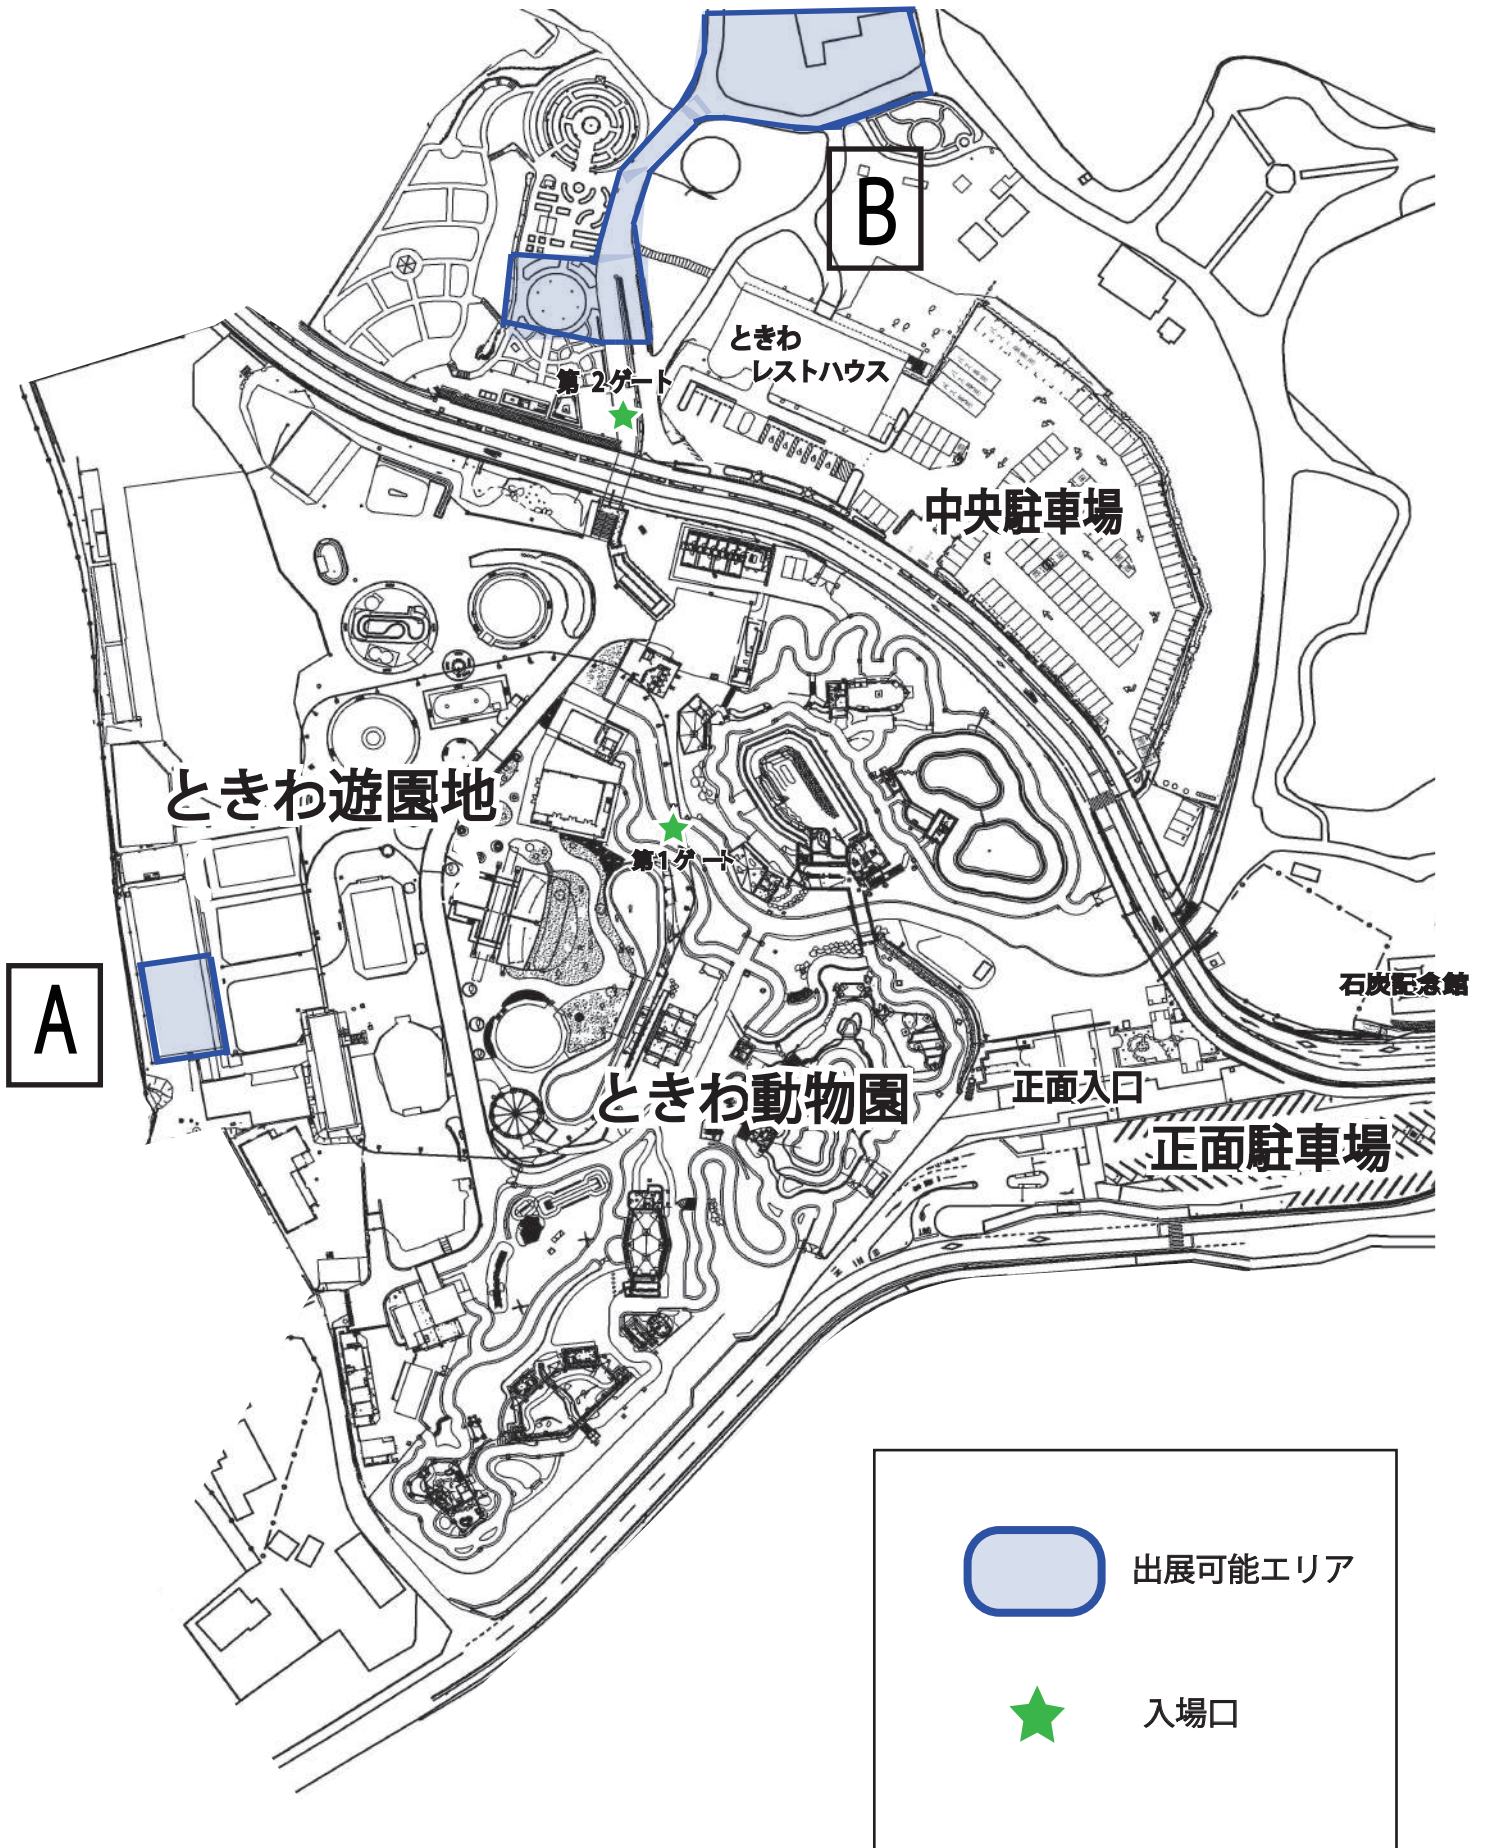 B
ときわ
レストハウス
第2ゲート
中央駐車場
ときわ遊園地
第1ゲート
A
石炭記念館
ときわ動物園
正面入口
正面駐車場
出展可能エリア
入場口